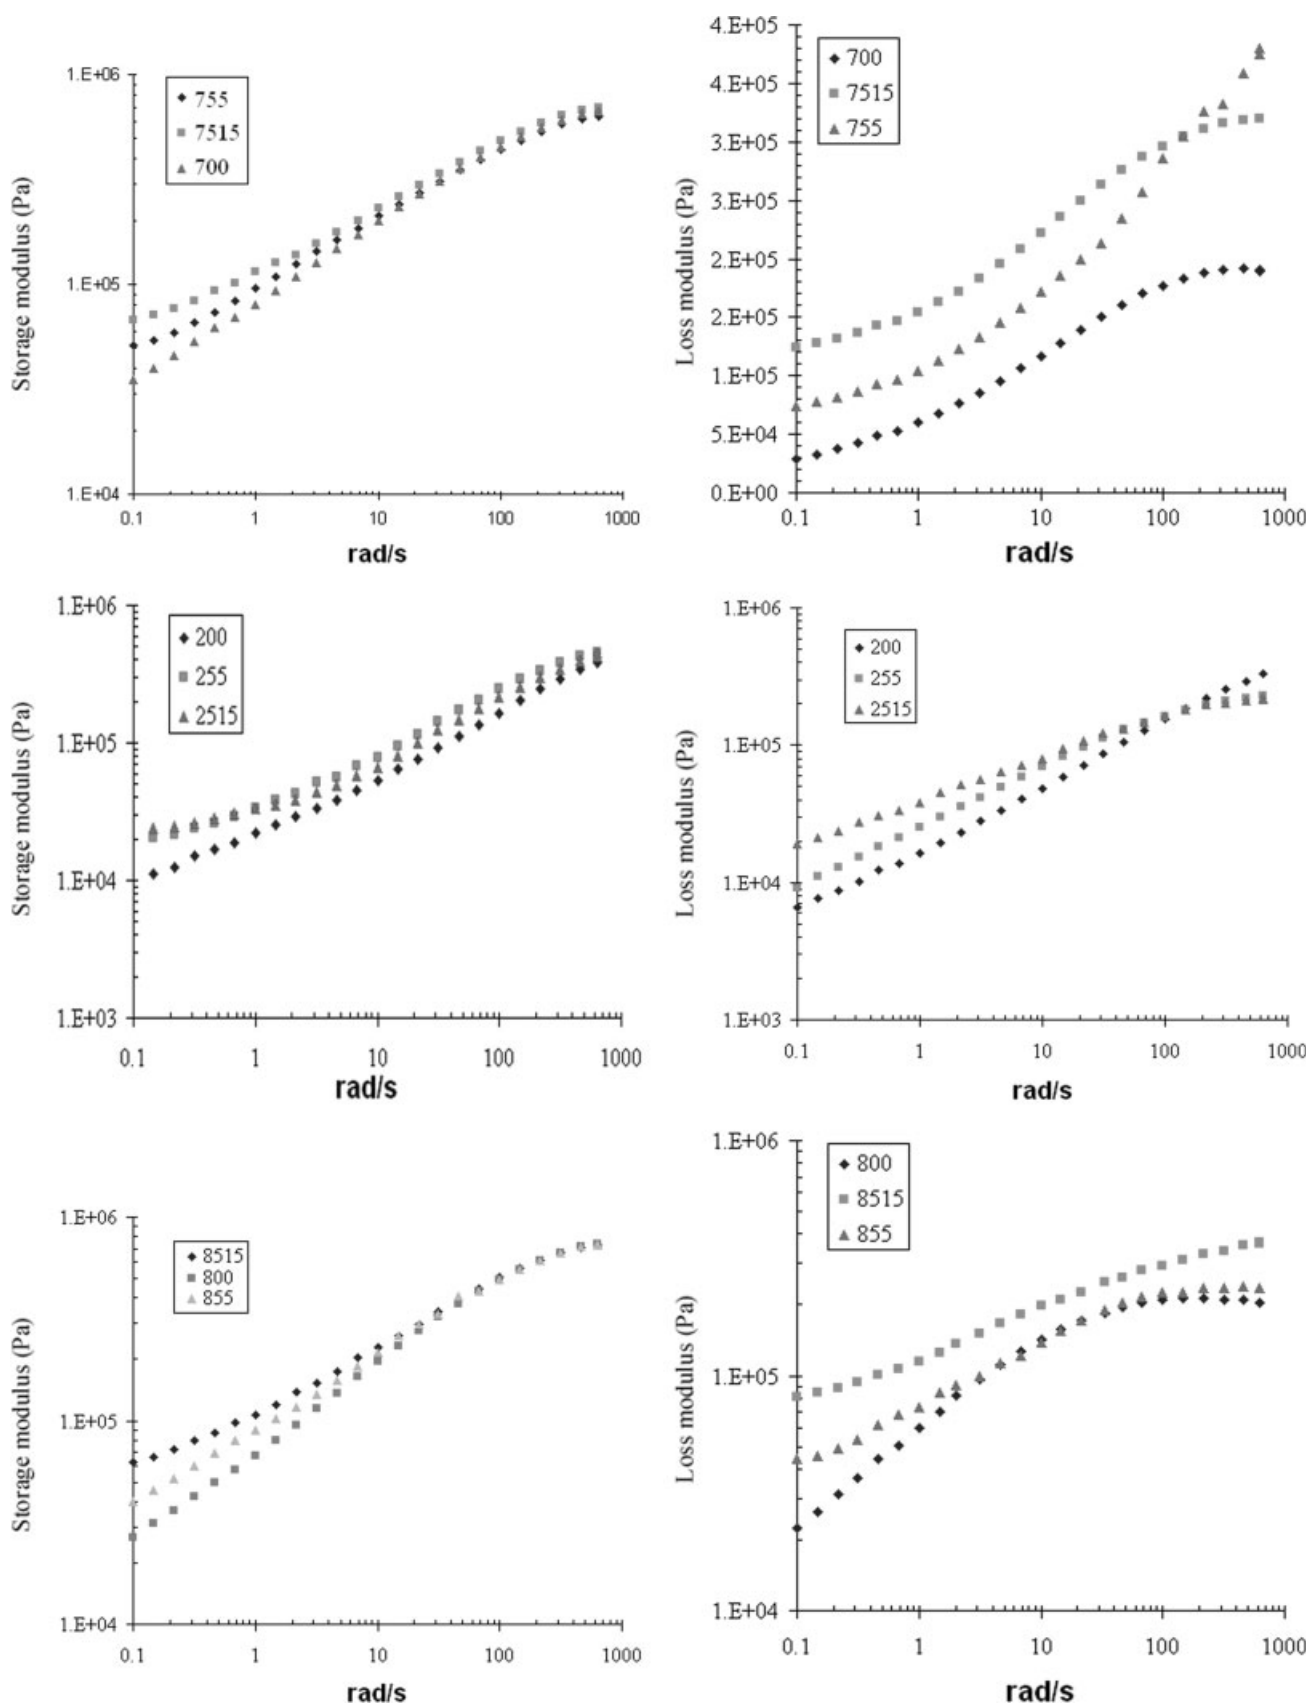 1.E+06
755
7515
700
1.E+05
1.E+04
0.1 1 10 100 1000
rad/s
Storage modulus (Pa)
4.E+05
4.E+05
3.E+05
3.E+05
2.E+05
2.E+05
1.E+05
5.E+04
0.E+00
700
7515
755
0.1 1 10 100 1000
rad/s
Loss modulus (Pa)
1.E+06
1.E+05
1.E+04
1.E+03
200
255
2515
0.1 1 10 100 1000
rad/s
Storage modulus (Pa)
1.E+06
1.E+05
1.E+04
1.E+03
200
255
2515
0.1 1 10 100 1000
rad/s
Loss modulus (Pa)
1.E+06
1.E+05
1.E+04
8515
800
855
0.1 1 10 100 1000
rad/s
Storage modulus (Pa)
1.E+06
1.E+05
1.E+04
800
8515
855
0.1 1 10 100 1000
rad/s
Loss modulus (Pa)